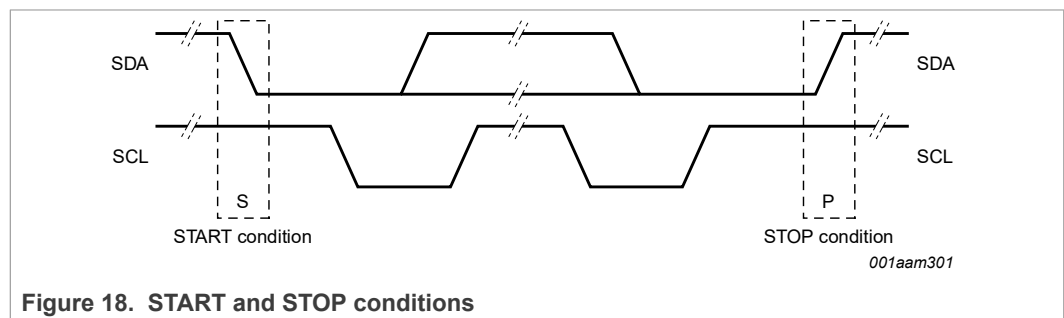 SDA
SDA
SCL
SCL
S
P
START condition
STOP condition
001aam301
Figure 18. START and STOP conditions